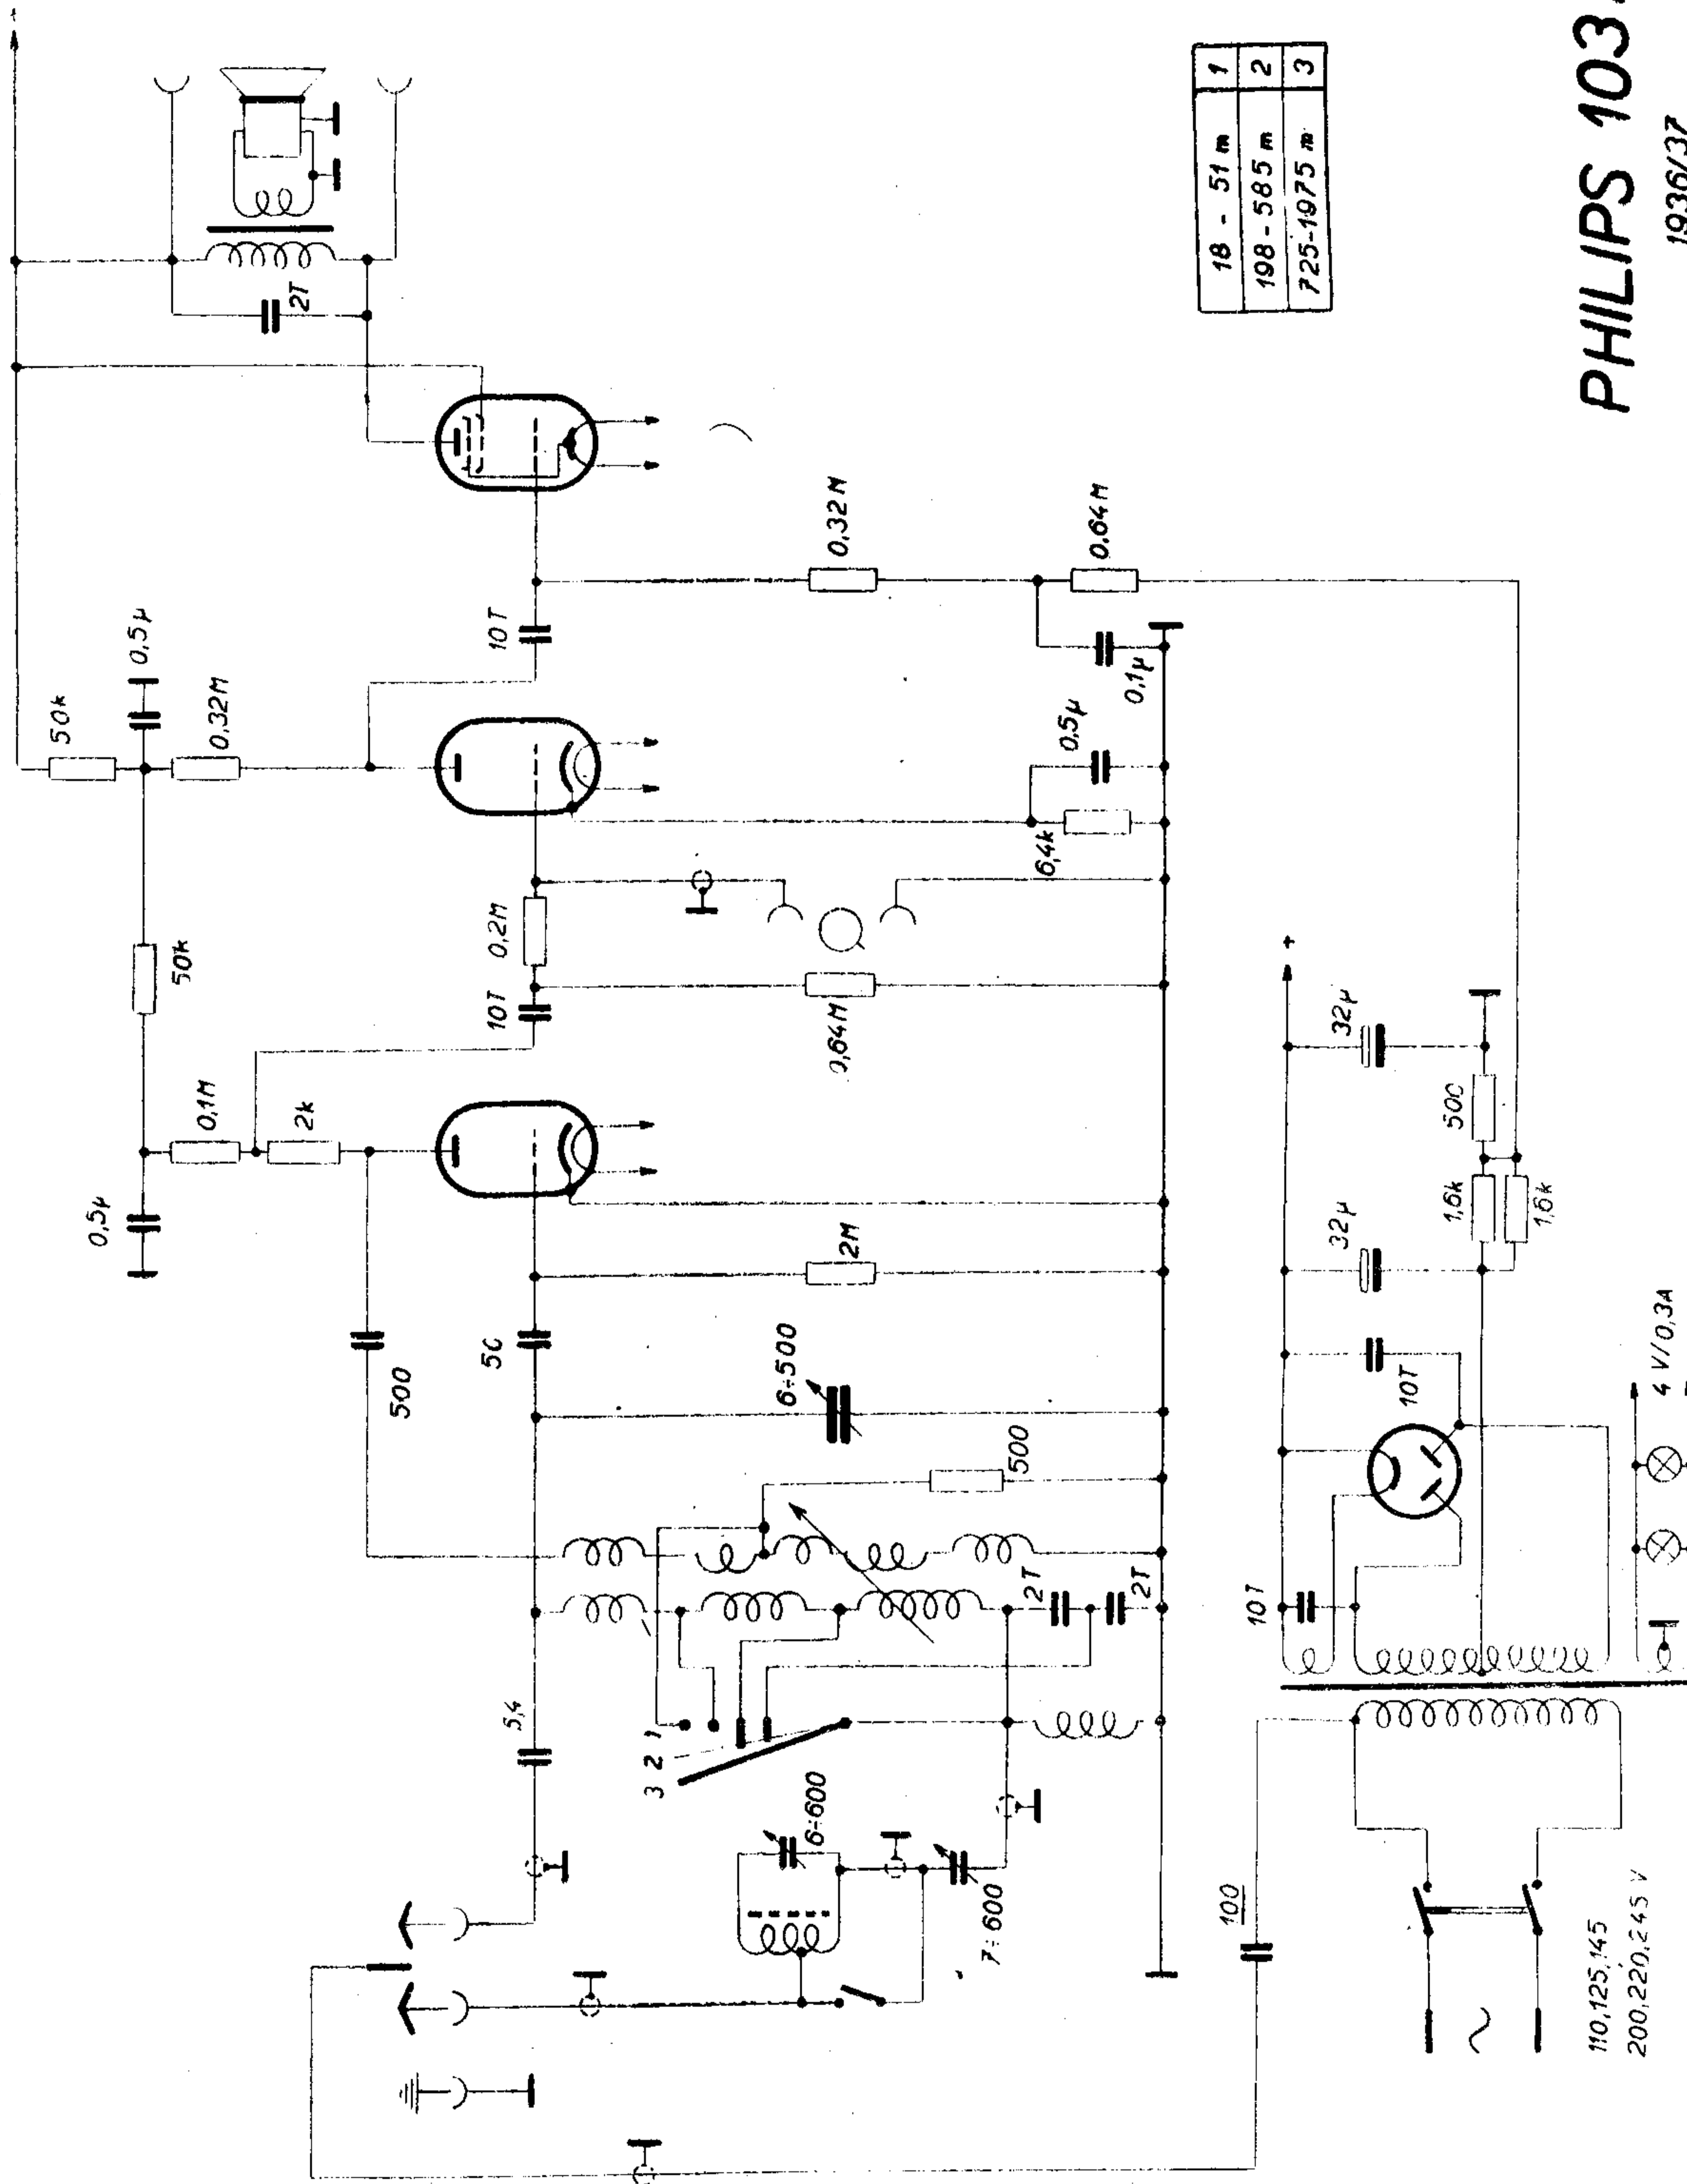 +
2T
50k
0,5µ
0,32M
10T
50k
0,5µ
0,1M
2k
10T
0,2M
0,64M
0,32M
0,64M
0,1µ
0,5µ
6,4k
500
50
2M
6÷500
500
2T
2T
5,4
3 2 1
6÷600
7÷600
18 - 51 m 1
198-585 m 2
725-1975 m 3
PHILIPS 103
1936/37
100
110,125,145
200,220,245 V
~
10T
10T
32µ
32µ
+
500
1,6k
1,6k
4 V/0,3A